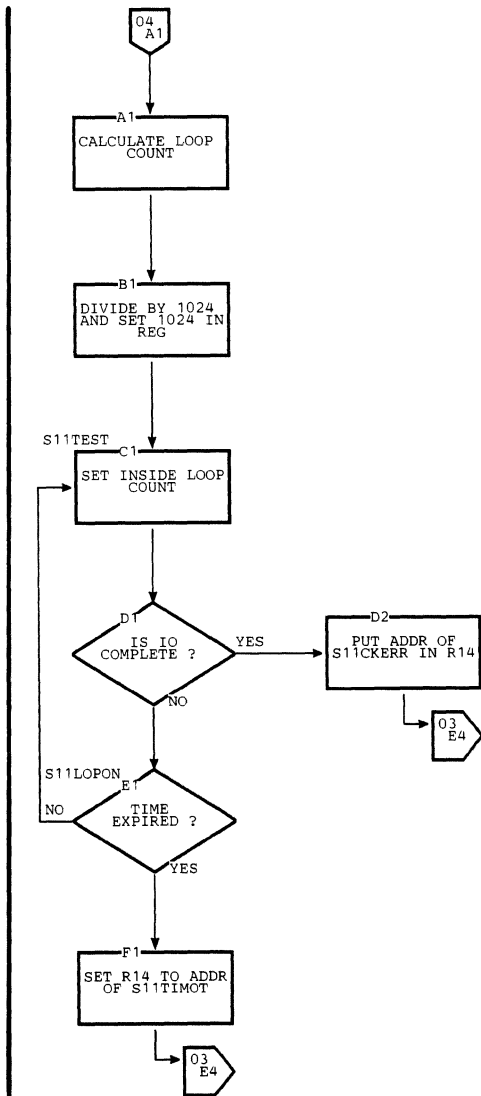 04
A1
A1
CALCULATE LOOP
COUNT
B1
DIVIDE BY 1024
AND SET 1024 IN
REG
S11TEST
C1
SET INSIDE LOOP
COUNT
D1
IS IO
COMPLETE ?
YES
NO
D2
PUT ADDR OF
S11CKERR IN R14
03
E4
S11LOPON
E1
NO
TIME
EXPIRED ?
YES
F1
SET R14 TO ADDR
OF S11TIMOT
03
E4